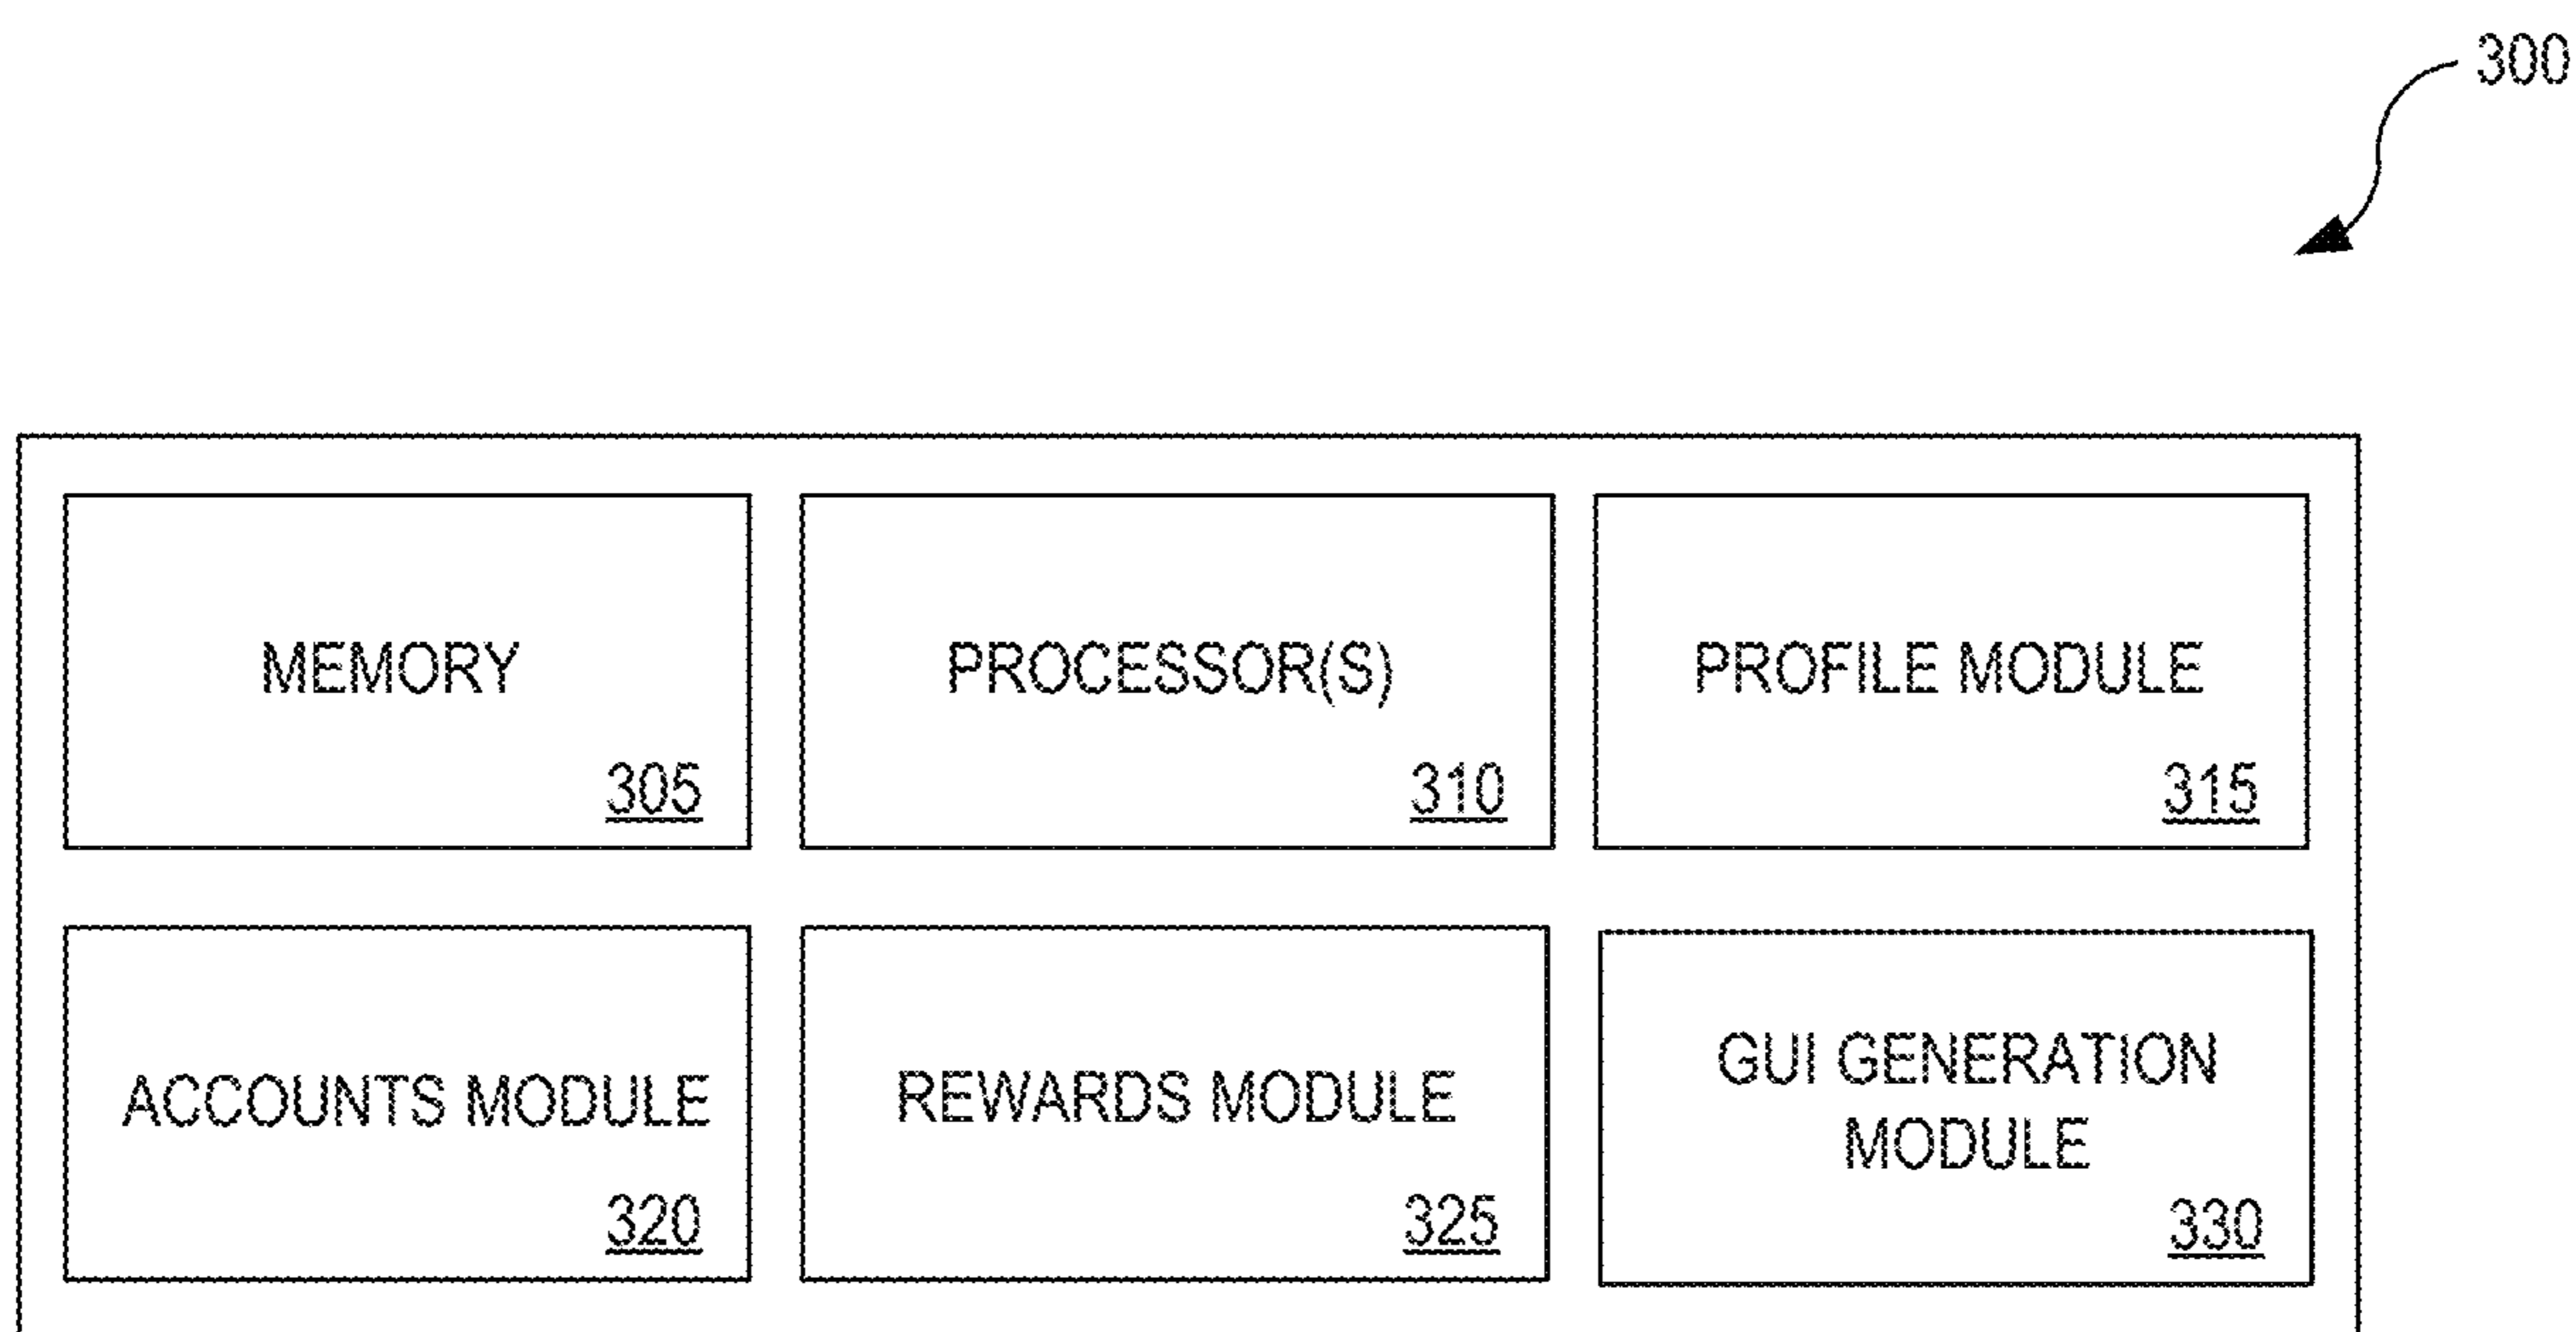 300
MEMORY
305
PROCESSOR(S)
310
PROFILE MODULE
315
ACCOUNTS MODULE
320
REWARDS MODULE
325
GUI GENERATION
MODULE
330